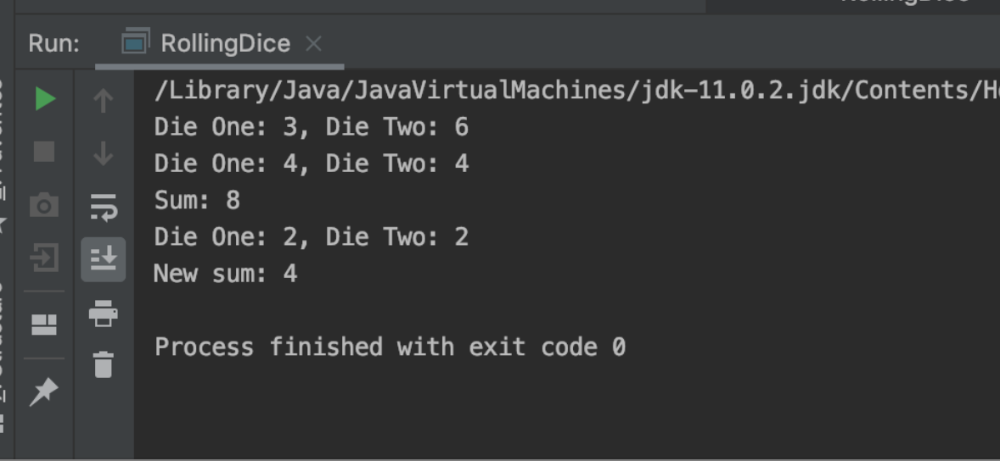 Run:
RollingDice
/Library/Java/JavaVirtualMachines/jdk-11.0.2.jdk/Contents/
Die One: 3, Die Two: 6
Die One: 4, Die Two: 4
Sum: 8
Die One: 2, Die Two: 2
New sum: 4
Process finished with exit code 0